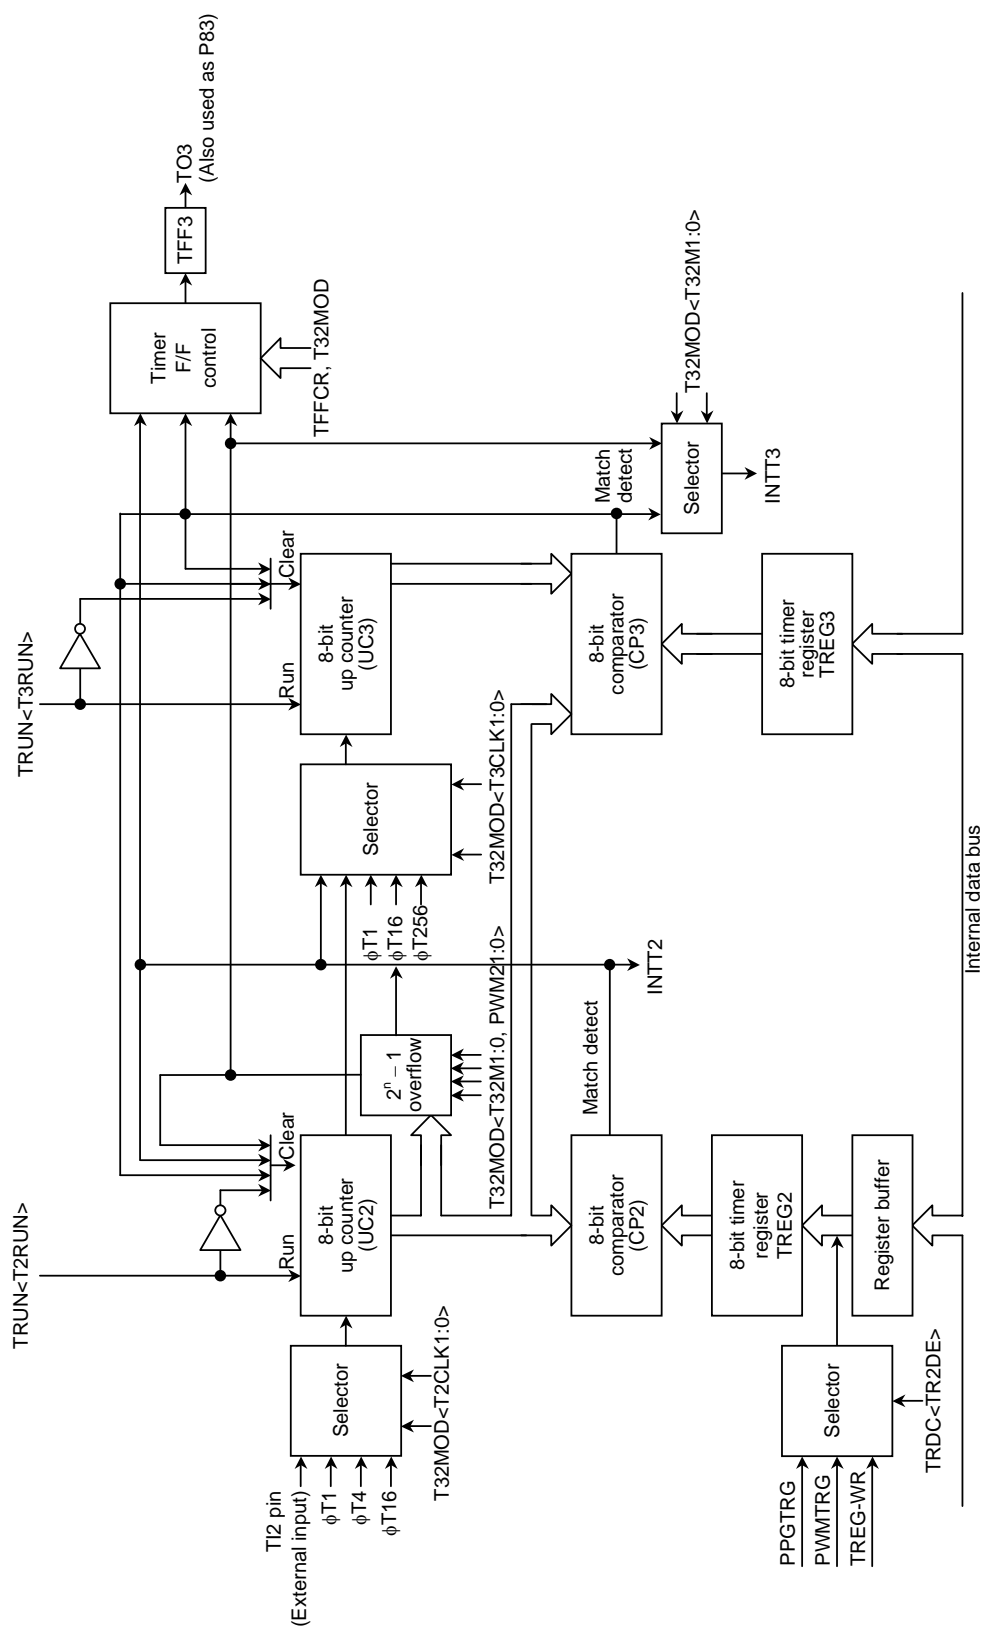 TRUN<T2RUN>
TRUN<T3RUN>
TO3
(Also used as P83)
TFF3
Timer
F/F
control
TFFCR, T32MOD
TI2 pin
(External input)
ϕT1
ϕT4
ϕT16
Selector
T32MOD<T2CLK1:0>
Run
Clear
8-bit
up counter
(UC2)
2ⁿ − 1
overflow
T32MOD<T32M1:0, PWM21:0>
ϕT1
ϕT16
ϕT256
Selector
T32MOD<T3CLK1:0>
Run
Clear
8-bit
up counter
(UC3)
8-bit
comparator
(CP2)
Match detect
INTT2
8-bit
comparator
(CP3)
Match
detect
Selector
T32MOD<T32M1:0>
INTT3
8-bit timer
register
TREG2
8-bit timer
register
TREG3
Register buffer
PPGTRG
PWMTRG
TREG-WR
Selector
TRDC<TR2DE>
Internal data bus